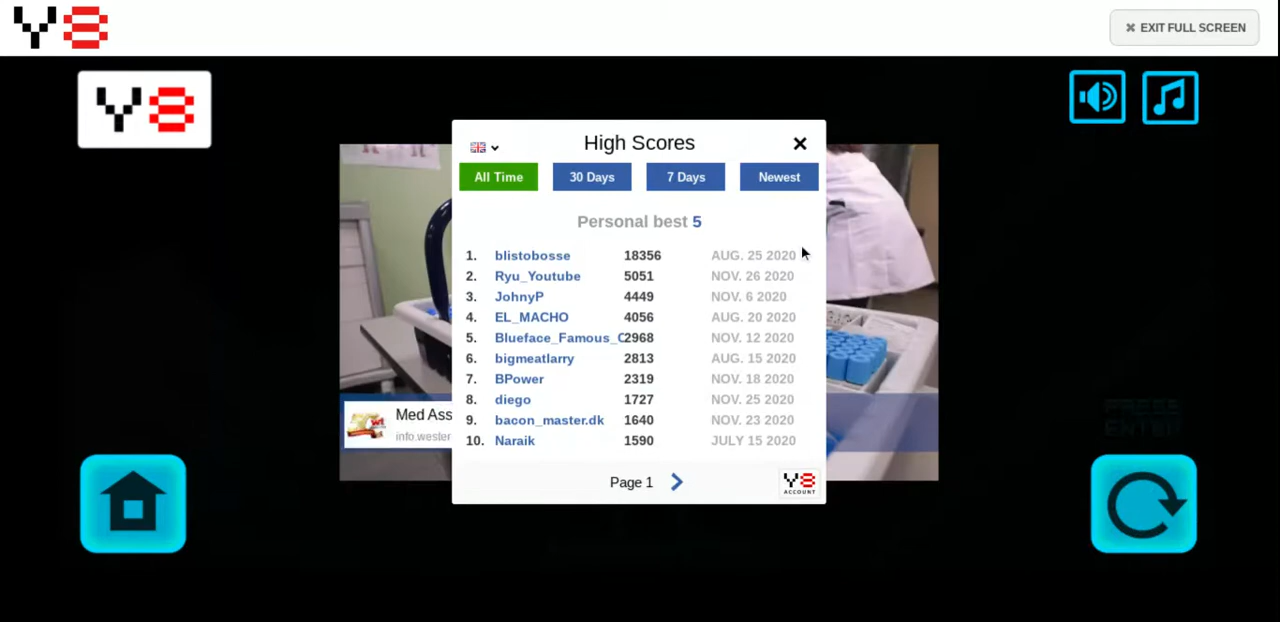 Y8
EXIT FULL SCREEN
Y8
High Scores
All Time
30 Days
7 Days
Newest
Personal best 5
1. blistobosse 18356 AUG. 25 2020
2. Ryu_Youtube 5051 NOV. 26 2020
3. JohnyP 4449 NOV. 6 2020
4. EL_MACHO 4056 AUG. 20 2020
5. Blueface_Famous_C 2968 NOV. 12 2020
6. bigmeatlarry 2813 AUG. 15 2020
7. BPower 2319 NOV. 18 2020
8. diego 1727 NOV. 25 2020
9. bacon_master.dk 1640 NOV. 23 2020
10. Naraik 1590 JULY 15 2020
Med Ass
info.wester
PRESS
ENTER
Page 1
Y8
ACCOUNT